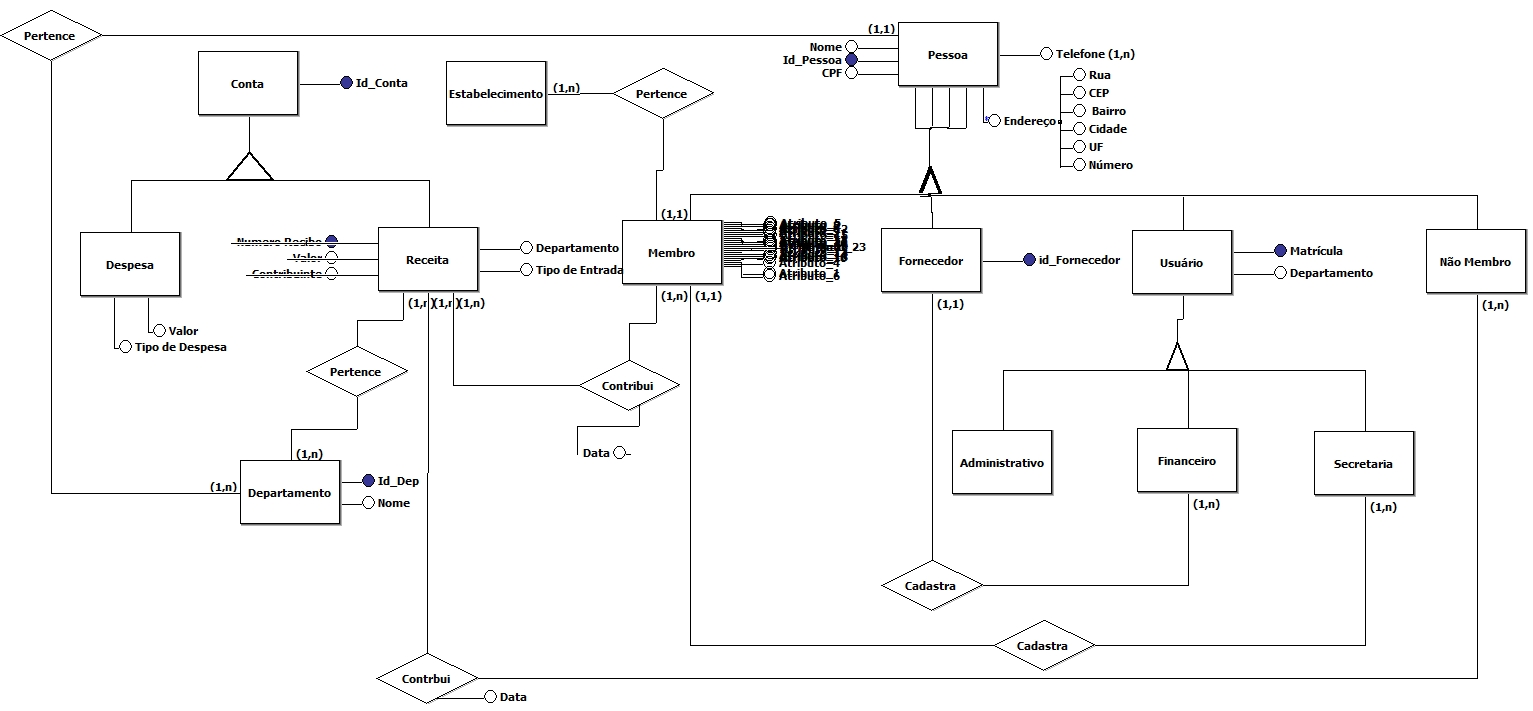 Pertence
(1,1)
Pessoa
Nome
Id_Pessoa
CPF
Telefone (1,n)
Rua
CEP
Bairro
Cidade
UF
Número
Endereço
Conta
Id_Conta
Estabelecimento
(1,n)
Pertence
(1,1)
Despesa
Valor
Tipo de Despesa
Numero Recibo
Valor
Contribuinte
Receita
Departamento
Tipo de Entrada
Membro
Atributo_5
Atributo_4
Atributo_1
Atributo_6
Fornecedor
id_Fornecedor
Usuário
Matrícula
Departamento
Não Membro
(1,n)
(1,n)
(1,n)
(1,n)
(1,1)
(1,1)
(1,n)
Pertence
Contribui
Data
(1,n)
(1,n)
Departamento
Id_Dep
Nome
Administrativo
Financeiro
Secretaria
(1,n)
(1,n)
Cadastra
Cadastra
Contrbui
Data